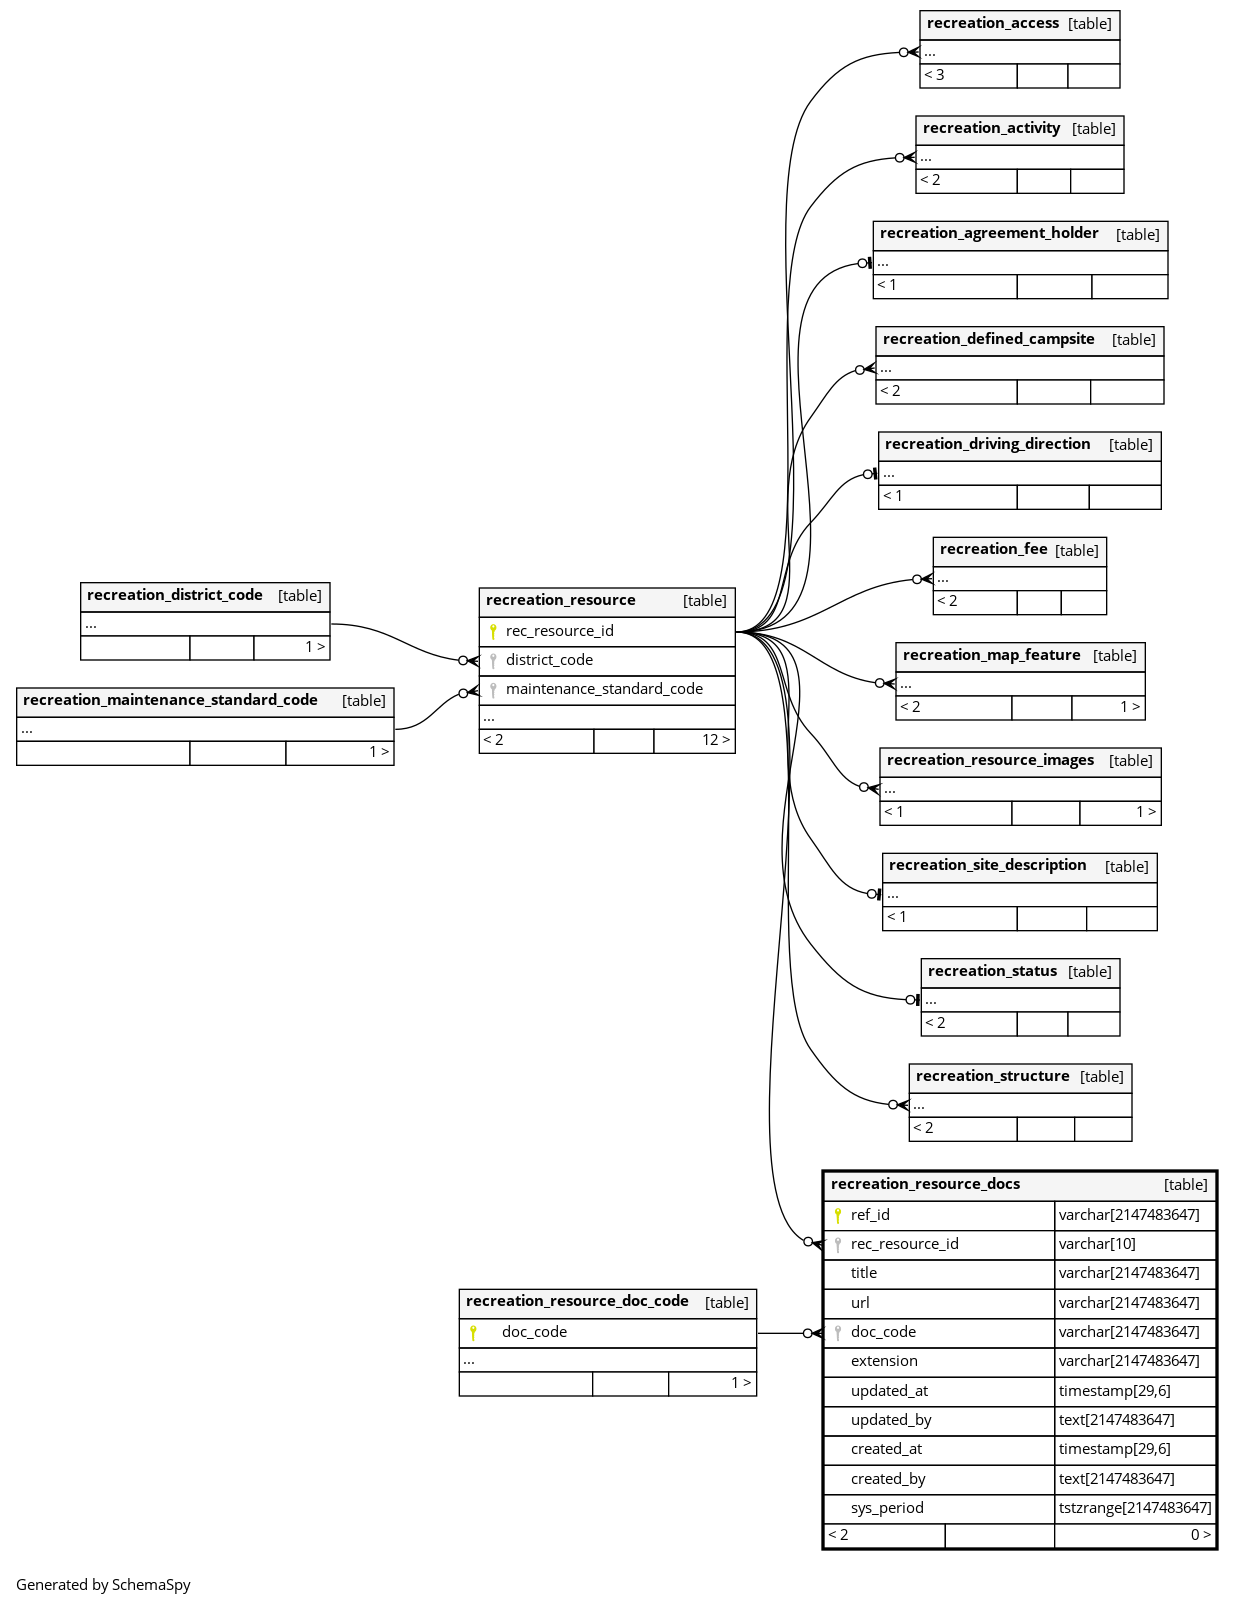 recreation_access [table]
...
< 3
recreation_activity [table]
...
< 2
recreation_agreement_holder [table]
...
< 1
recreation_defined_campsite [table]
...
< 2
recreation_driving_direction [table]
...
< 1
recreation_fee [table]
...
< 2
recreation_district_code [table]
...
1 >
recreation_maintenance_standard_code [table]
...
1 >
recreation_resource [table]
rec_resource_id
district_code
maintenance_standard_code
...
< 2 12 >
recreation_map_feature [table]
...
< 2 1 >
recreation_resource_images [table]
...
< 1 1 >
recreation_site_description [table]
...
< 1
recreation_status [table]
...
< 2
recreation_structure [table]
...
< 2
recreation_resource_doc_code [table]
doc_code
...
1 >
recreation_resource_docs [table]
ref_id varchar[2147483647]
rec_resource_id varchar[10]
title varchar[2147483647]
url varchar[2147483647]
doc_code varchar[2147483647]
extension varchar[2147483647]
updated_at timestamp[29,6]
updated_by text[2147483647]
created_at timestamp[29,6]
created_by text[2147483647]
sys_period tstzrange[2147483647]
< 2 0 >
Generated by SchemaSpy